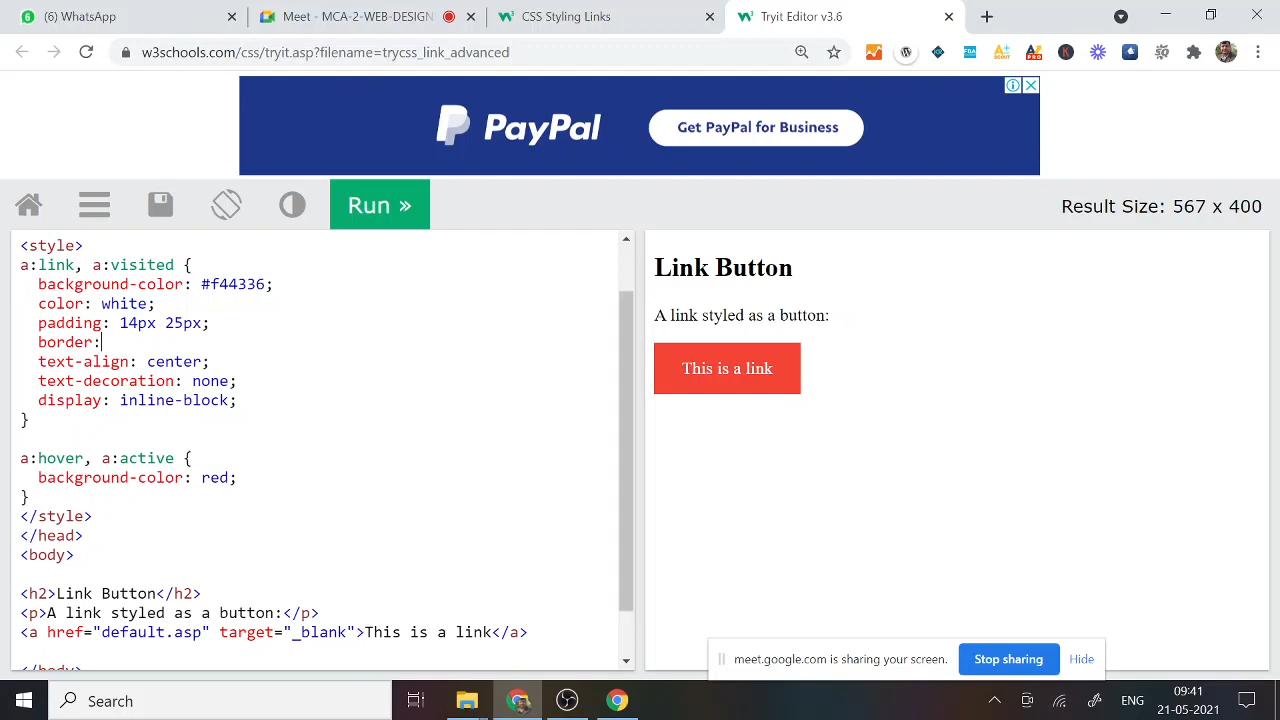 6
WhatsApp
Meet - MCA-2-WEB-DESIGN
CSS Styling Links
Tryit Editor v3.6
w3schools.com/css/tryit.asp?filename=trycss_link_advanced
PayPal
Get PayPal for Business
Run »
Result Size: 567 x 400
<style>
a:link, a:visited {
background-color: #f44336;
color: white;
padding: 14px 25px;
border:
text-align: center;
text-decoration: none;
display: inline-block;
}
a:hover, a:active {
background-color: red;
}
</style>
</head>
<body>
<h2>Link Button</h2>
<p>A link styled as a button:</p>
<a href="default.asp" target="_blank">This is a link</a>
</body>
Link Button
A link styled as a button:
This is a link
meet.google.com is sharing your screen.
Stop sharing
Hide
Search
ENG
09:41
21-05-2021